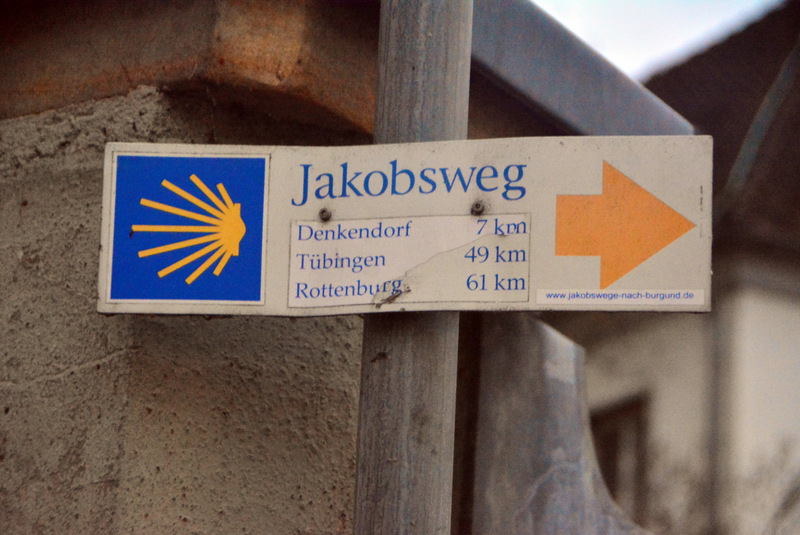 Jakobsweg
Denkendorf 7 km
Tübingen 49 km
Rottenburg 61 km
www.jakobswege-nach-burgund.de